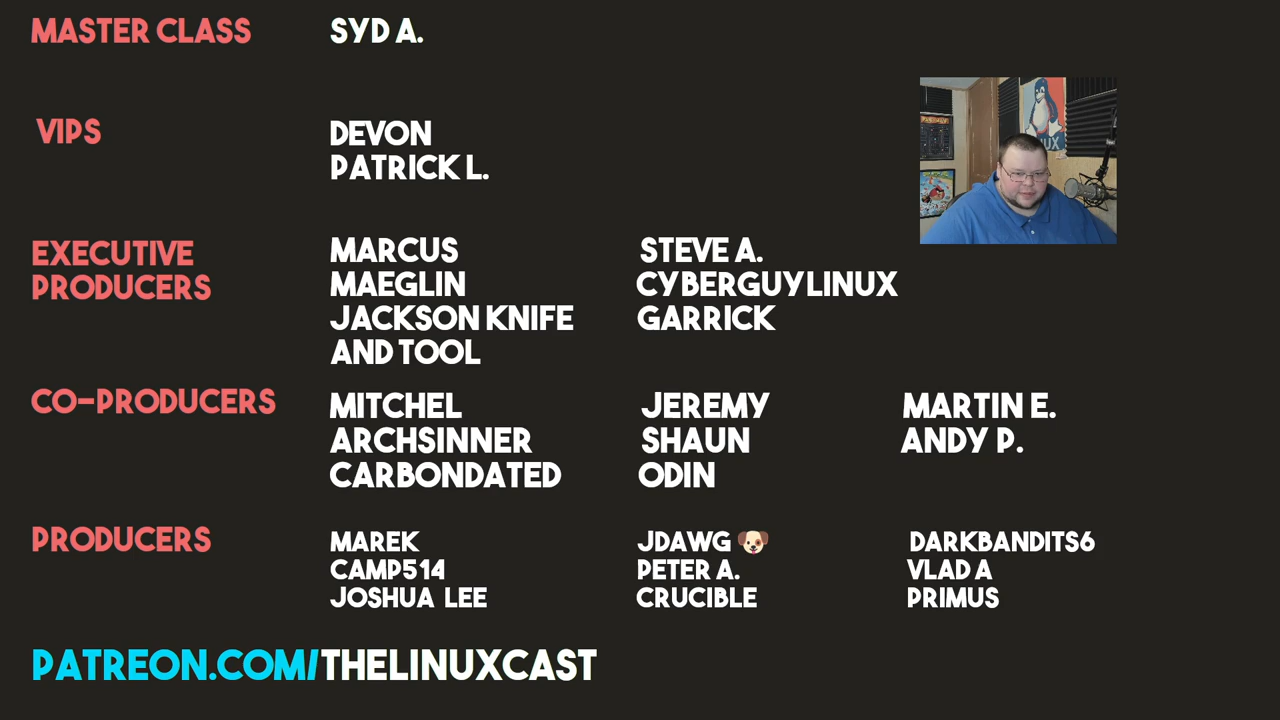 MASTER CLASS
SYD A.
VIPS
DEVON
PATRICK L.
EXECUTIVE
PRODUCERS
MARCUS
MAEGLIN
JACKSON KNIFE
AND TOOL
STEVE A.
CYBERGUYLINUX
GARRICK
CO-PRODUCERS
MITCHEL
ARCHSINNER
CARBONDATED
JEREMY
SHAUN
ODIN
MARTIN E.
ANDY P.
PRODUCERS
MAREK
CAMP514
JOSHUA LEE
JDAWG 🐶
PETER A.
CRUCIBLE
DARKBANDITS6
VLAD A
PRIMUS
PATREON.COM/THELINUXCAST
UX